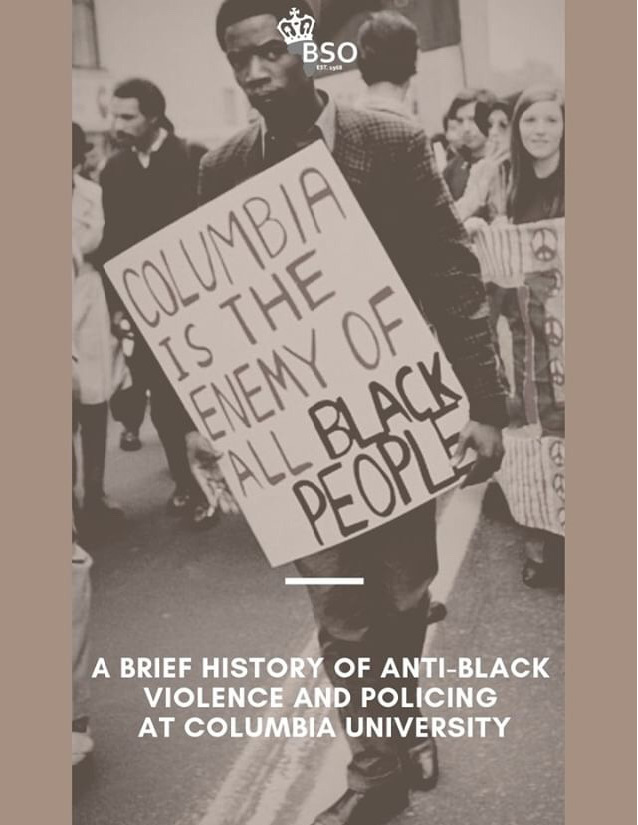 BSO
EST. 1968
COLUMBIA
IS THE
ENEMY OF
ALL BLACK
PEOPLE
A BRIEF HISTORY OF ANTI-BLACK
VIOLENCE AND POLICING
AT COLUMBIA UNIVERSITY